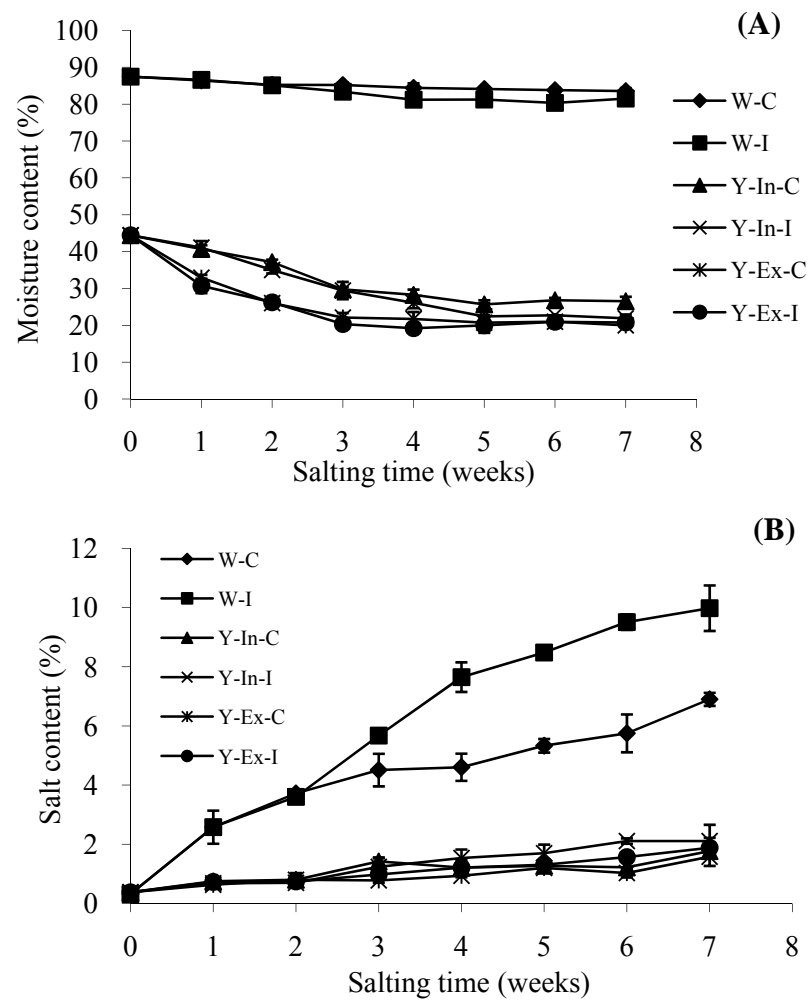 (A)
100
90
80
70
60
50
40
30
20
10
0
Moisture content (%)
0 1 2 3 4 5 6 7 8
Salting time (weeks)
W-C
W-I
Y-In-C
Y-In-I
Y-Ex-C
Y-Ex-I
(B)
12
10
8
6
4
2
0
Salt content (%)
W-C
W-I
Y-In-C
Y-In-I
Y-Ex-C
Y-Ex-I
0 1 2 3 4 5 6 7 8
Salting time (weeks)